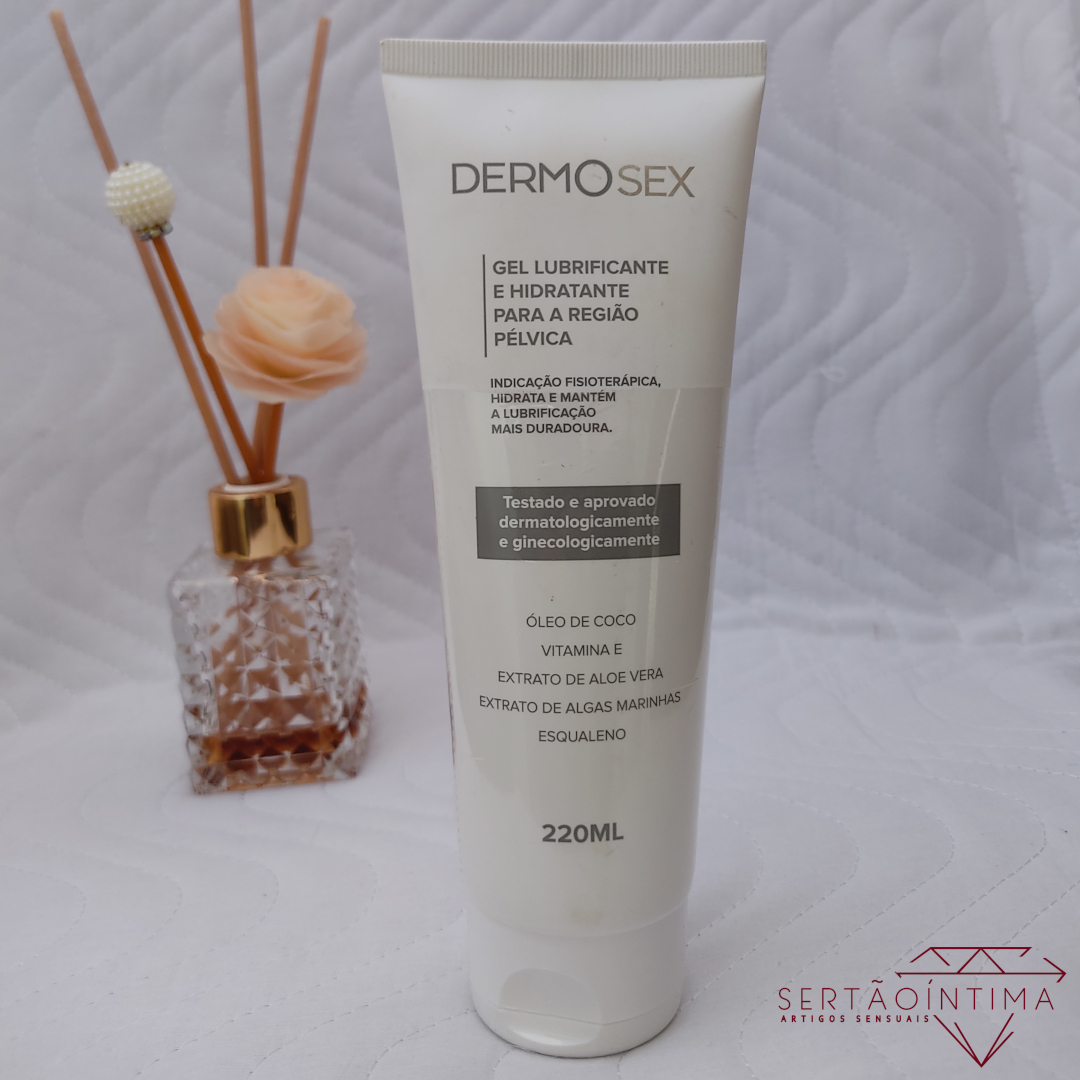 DERMOSEX
GEL LUBRIFICANTE
E HIDRATANTE
PARA A REGIÃO
PÉLVICA
INDICAÇÃO FISIOTERÁPICA,
HIDRATA E MANTÉM
A LUBRIFICAÇÃO
MAIS DURADOURA.
Testado e aprovado
dermatologicamente
e ginecologicamente
ÓLEO DE COCO
VITAMINA E
EXTRATO DE ALOE VERA
EXTRATO DE ALGAS MARINHAS
ESQUALENO
220ML
SERTÃOÍNTIMA
ARTIGOS SENSUAIS